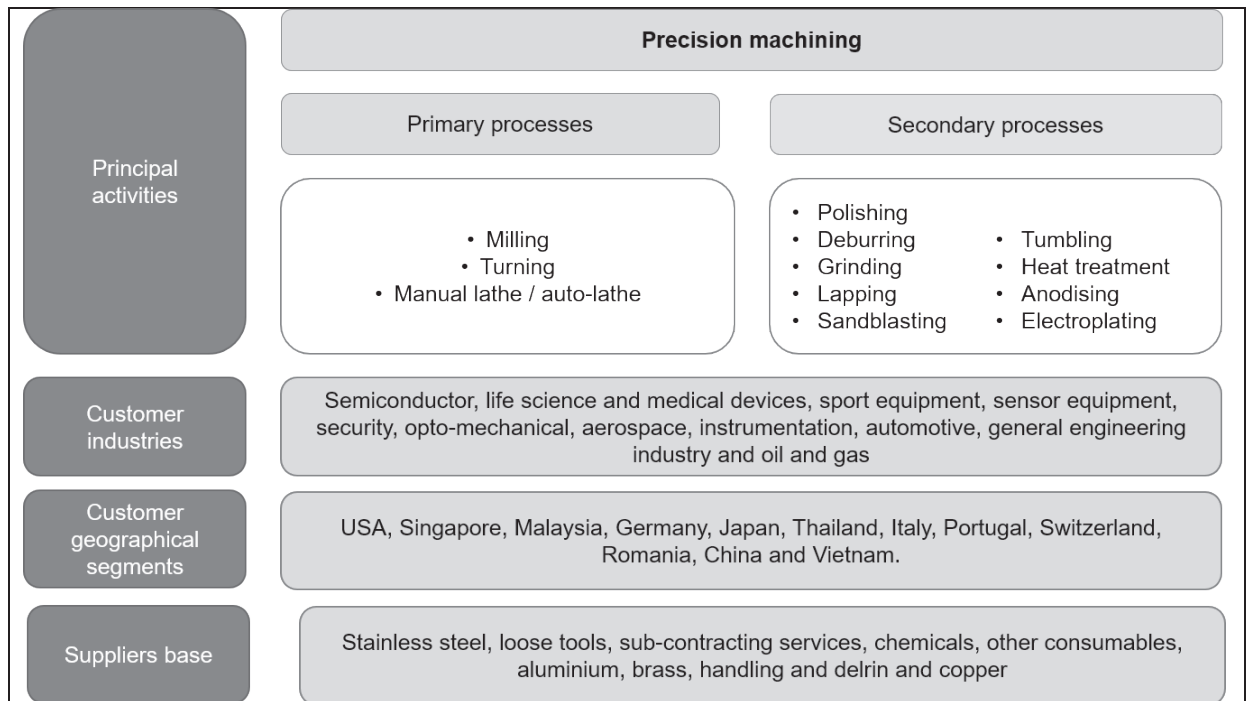 Precision machining
Principal
activities
Primary processes
Secondary processes
• Milling
• Turning
• Manual lathe / auto-lathe
• Polishing
• Deburring
• Grinding
• Lapping
• Sandblasting
• Tumbling
• Heat treatment
• Anodising
• Electroplating
Customer
industries
Semiconductor, life science and medical devices, sport equipment, sensor equipment,
security, opto-mechanical, aerospace, instrumentation, automotive, general engineering
industry and oil and gas
Customer
geographical
segments
USA, Singapore, Malaysia, Germany, Japan, Thailand, Italy, Portugal, Switzerland,
Romania, China and Vietnam.
Suppliers base
Stainless steel, loose tools, sub-contracting services, chemicals, other consumables,
aluminium, brass, handling and delrin and copper